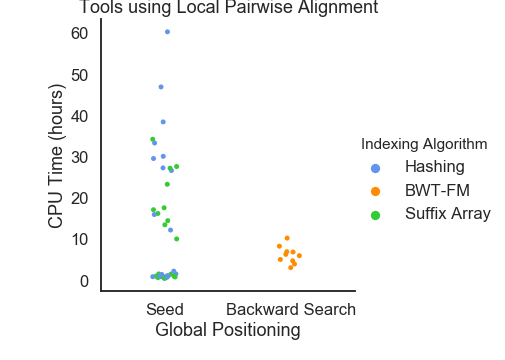 Tools using Local Pairwise Alignment
60
50
40
30
20
10
0
CPU Time (hours)
Seed
Backward Search
Global Positioning
Indexing Algorithm
Hashing
BWT-FM
Suffix Array